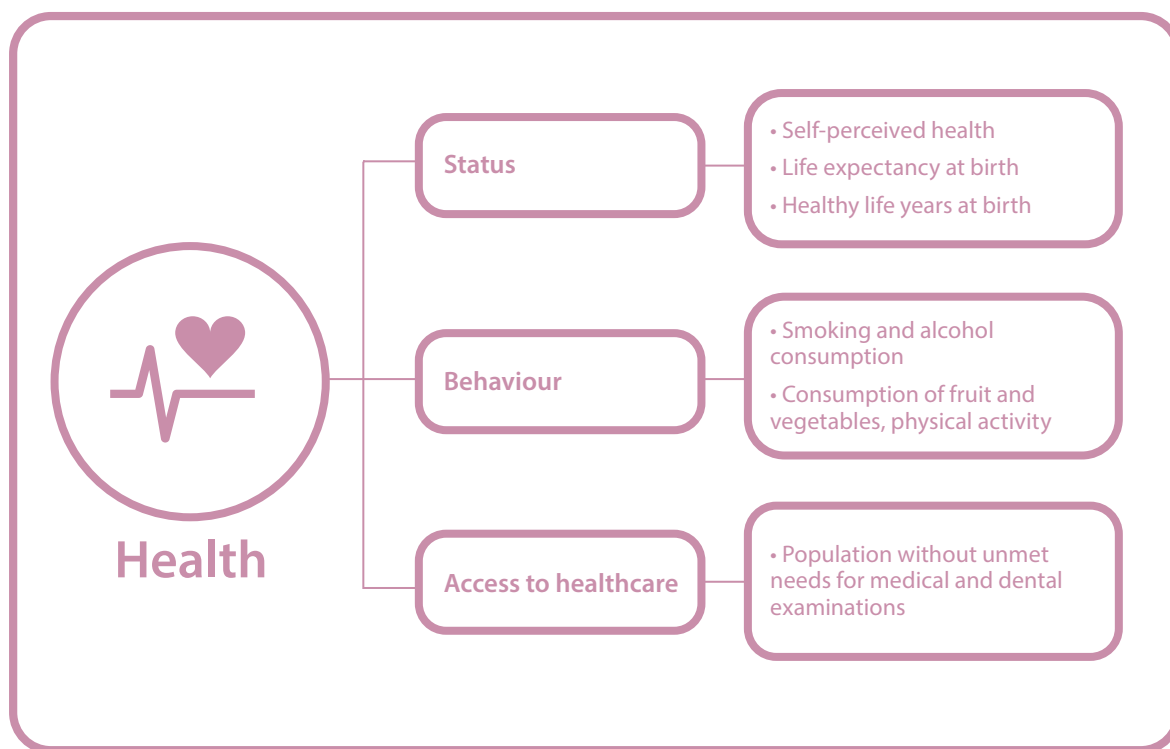 Health
Status
• Self-perceived health
• Life expectancy at birth
• Healthy life years at birth
Behaviour
• Smoking and alcohol
consumption
• Consumption of fruit and
vegetables, physical activity
Access to healthcare
• Population without unmet
needs for medical and dental
examinations